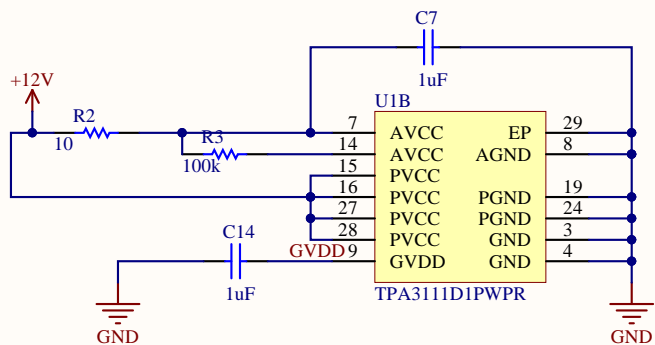 C7
1uF
+12V
R2
10
R3
100k
U1B
7 AVCC EP 29
14 AVCC AGND 8
15 PVCC
16 PVCC PGND 19
27 PVCC PGND 24
28 PVCC GND 3
GVDD 9 GVDD GND 4
C14
1uF
TPA3111D1PWPR
GND
GND